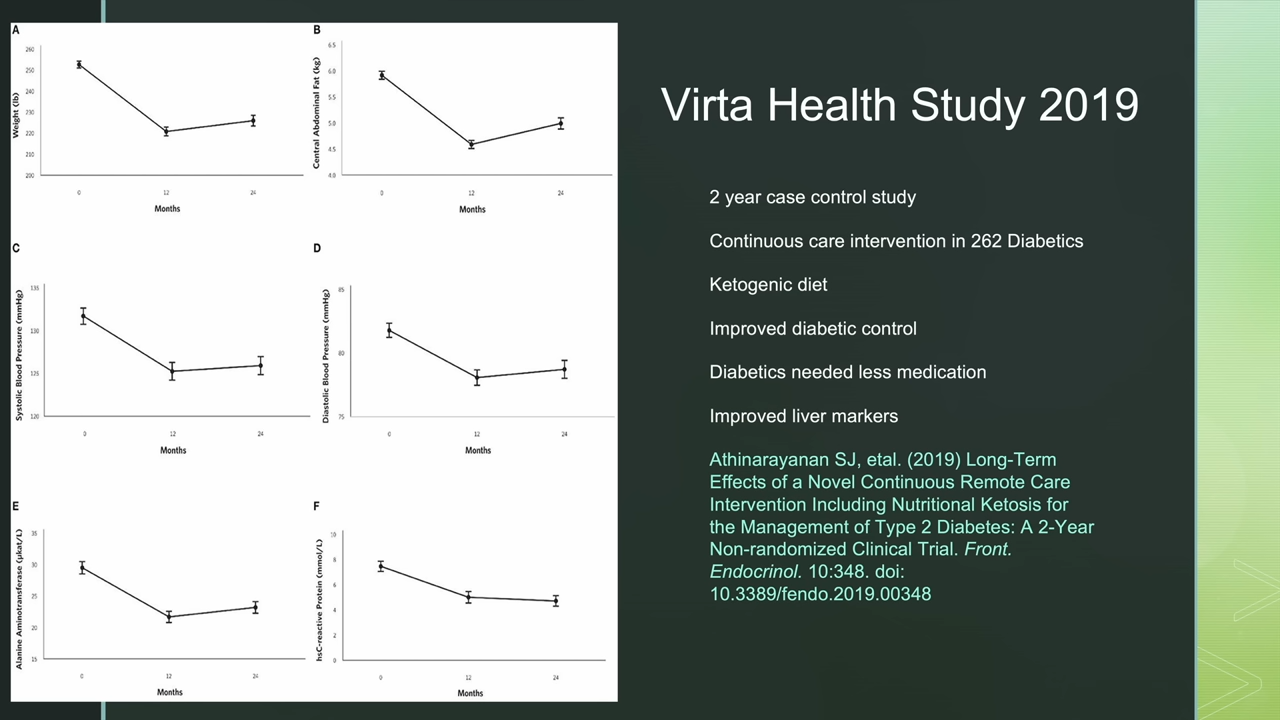 A
260
250
240
230
220
210
200
Weight (lb)
0 12 24
Months
B
6.5
6.0
5.5
5.0
4.5
4.0
Central Abdominal Fat (kg)
0 12 24
Months
C
135
130
125
120
Systolic Blood Pressure (mmHg)
0 12 24
Months
D
85
80
75
Diastolic Blood Pressure (mmHg)
0 12 24
Months
E
35
30
25
20
15
Alanine Aminotransferase (µkat/L)
0 12 24
Months
F
10
8
6
4
2
0
hsC-reactive Protein (mmol/L)
0 12 24
Months
Virta Health Study 2019
2 year case control study
Continuous care intervention in 262 Diabetics
Ketogenic diet
Improved diabetic control
Diabetics needed less medication
Improved liver markers
Athinarayanan SJ, etal. (2019) Long-Term
Effects of a Novel Continuous Remote Care
Intervention Including Nutritional Ketosis for
the Management of Type 2 Diabetes: A 2-Year
Non-randomized Clinical Trial. Front.
Endocrinol. 10:348. doi:
10.3389/fendo.2019.00348